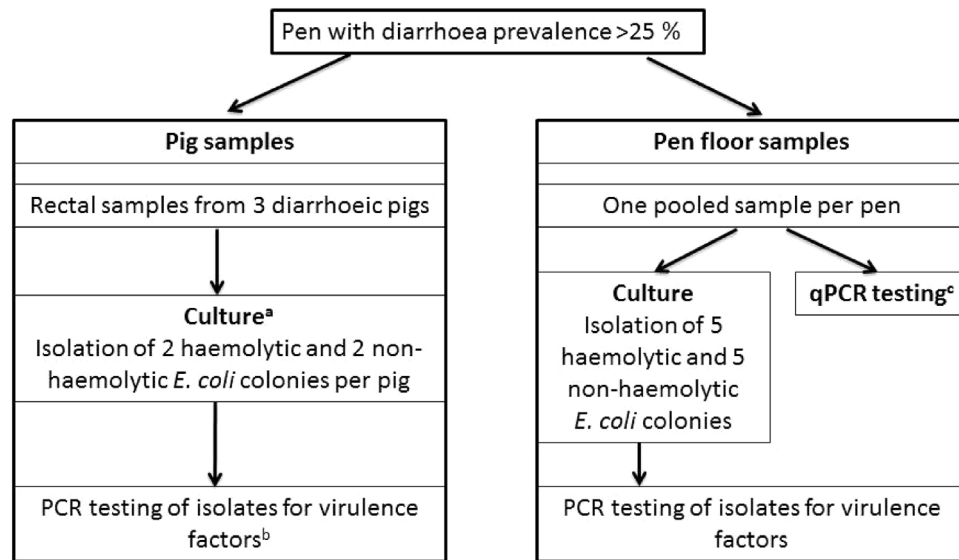 Pen with diarrhoea prevalence >25 %
Pig samples
Rectal samples from 3 diarrhoeic pigs
Cultureᵃ
Isolation of 2 haemolytic and 2 non-
haemolytic E. coli colonies per pig
PCR testing of isolates for virulence
factorsᵇ
Pen floor samples
One pooled sample per pen
Culture
Isolation of 5
haemolytic and 5
non-haemolytic
E. coli colonies
qPCR testingᶜ
PCR testing of isolates for virulence
factors